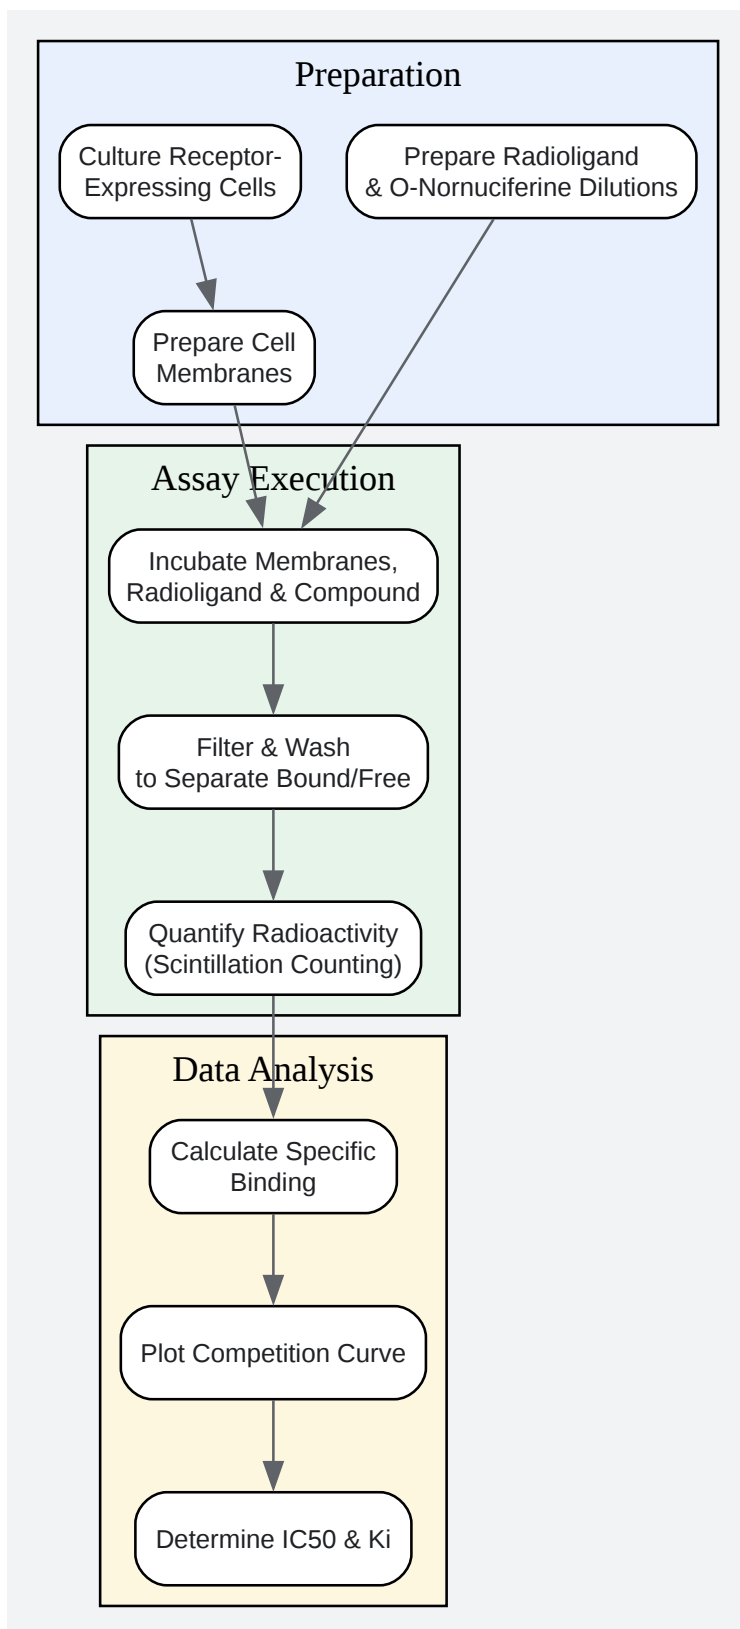 Preparation
Culture Receptor-
Expressing Cells
Prepare Radioligand
& O-Nornuciferine Dilutions
Prepare Cell
Membranes
Assay Execution
Incubate Membranes,
Radioligand & Compound
Filter & Wash
to Separate Bound/Free
Quantify Radioactivity
(Scintillation Counting)
Data Analysis
Calculate Specific
Binding
Plot Competition Curve
Determine IC50 & Ki